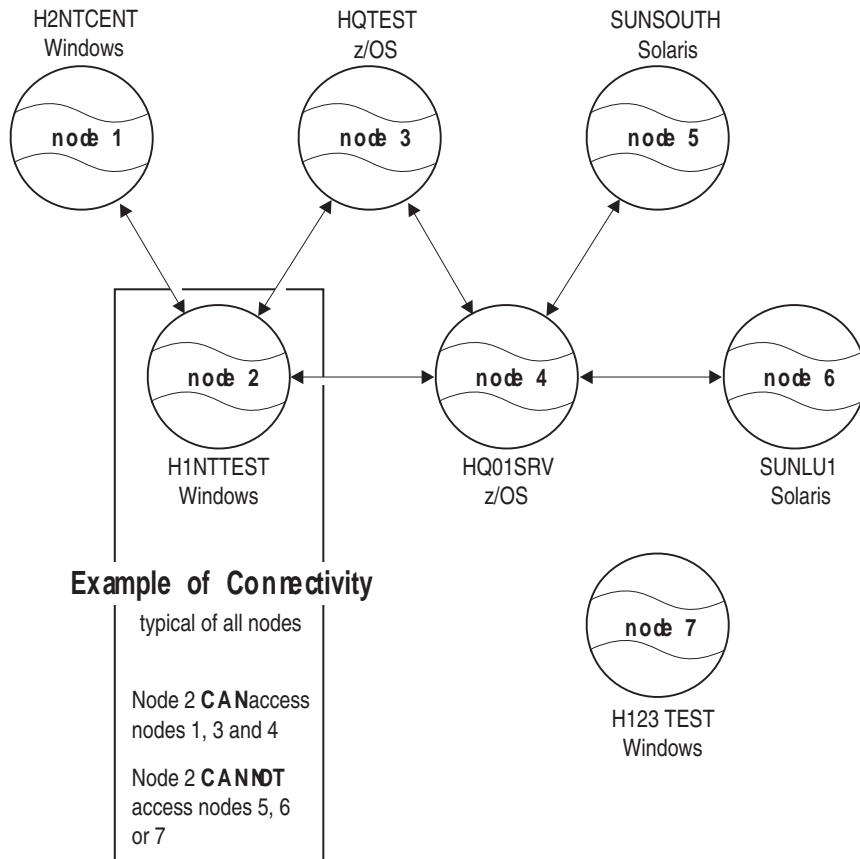 H2NTCENT
Windows
HQTEST
z/OS
SUNSOUTH
Solaris
node 1
node 3
node 5
node 2
node 4
node 6
H1NTTEST
Windows
HQ01SRV
z/OS
SUNLU1
Solaris
Example of Connectivity
typical of all nodes
Node 2 CAN access
nodes 1, 3 and 4
Node 2 CANNOT
access nodes 5, 6
or 7
node 7
H123 TEST
Windows